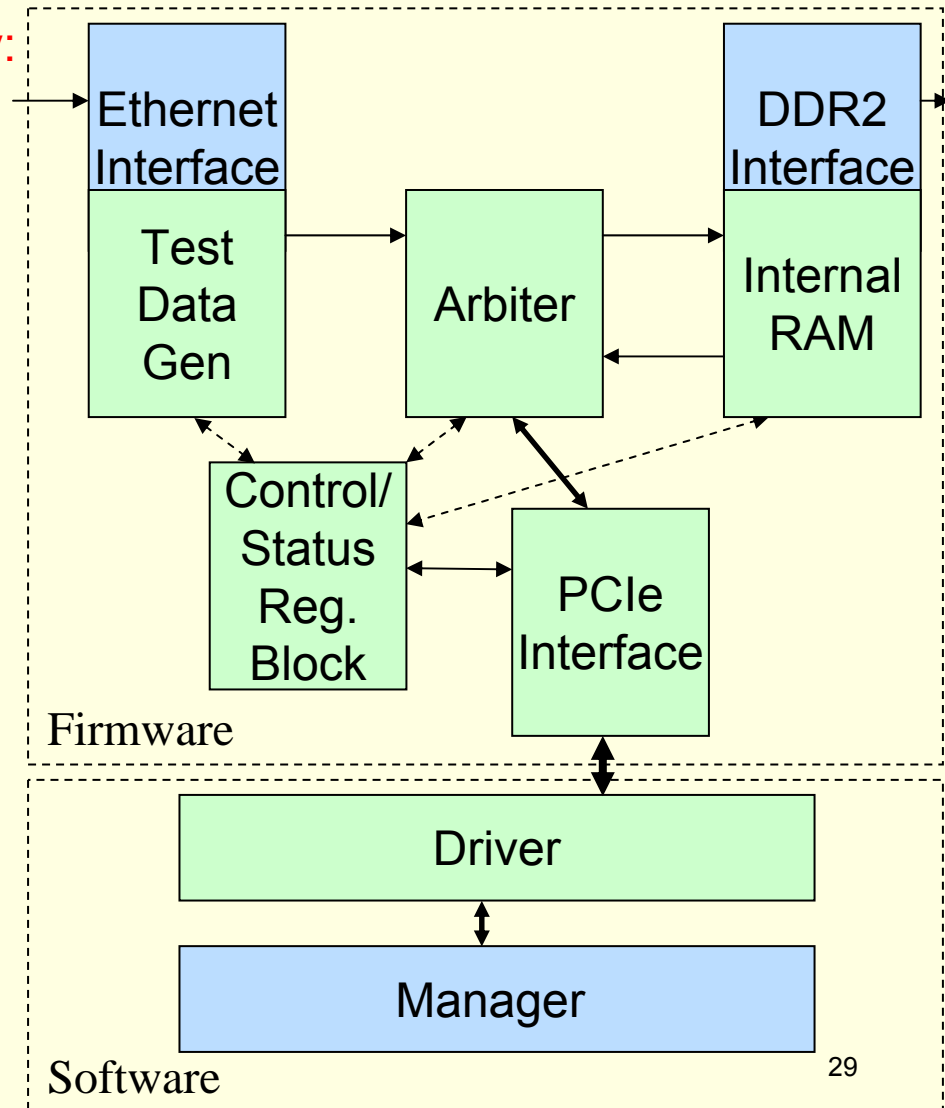 Ethernet
Interface
DDR2
Interface
Test
Data
Gen
Arbiter
Internal
RAM
Control/
Status
Reg.
Block
PCIe
Interface
Firmware
Driver
Manager
Software
29